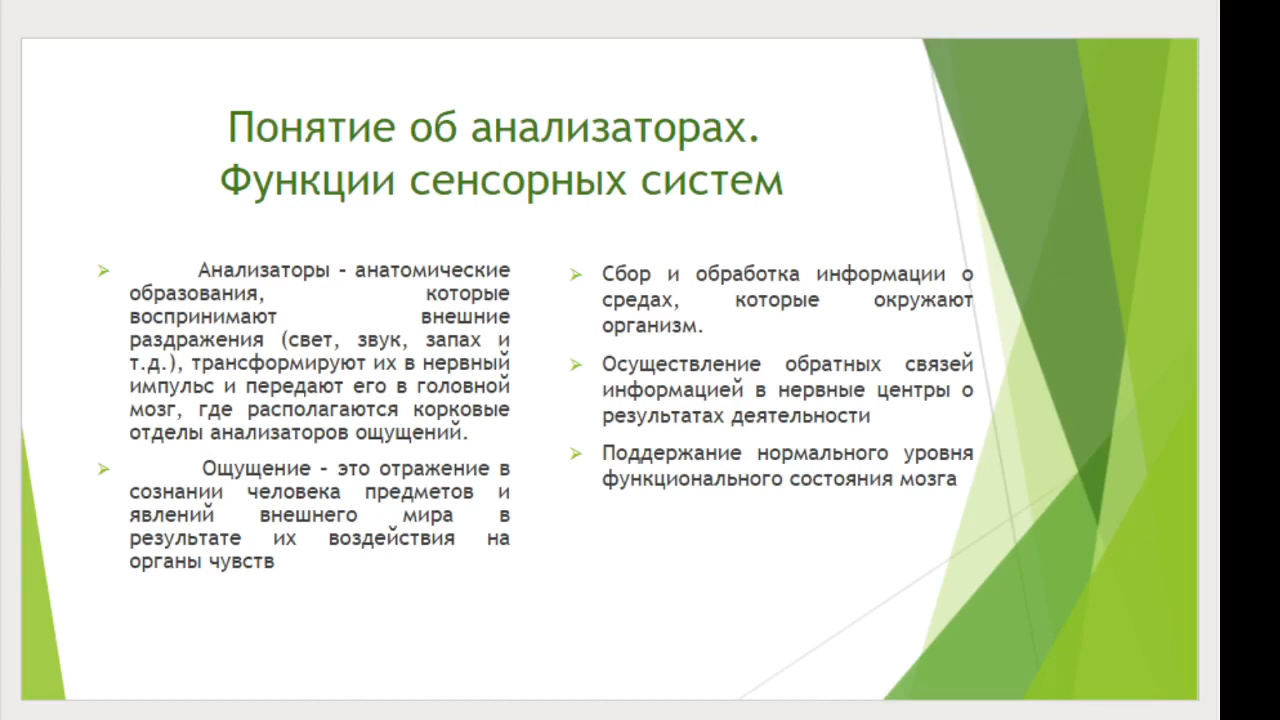 Понятие об анализаторах.
Функции сенсорных систем
Анализаторы - анатомические
образования, которые
воспринимают внешние
раздражения (свет, звук, запах и
т.д.), трансформируют их в нервный
импульс и передают его в головной
мозг, где располагаются корковые
отделы анализаторов ощущений.
Ощущение - это отражение в
сознании человека предметов и
явлений внешнего мира в
результате их воздействия на
органы чувств
Сбор и обработка информации о
средах, которые окружают
организм.
Осуществление обратных связей
информацией в нервные центры о
результатах деятельности
Поддержание нормального уровня
функционального состояния мозга